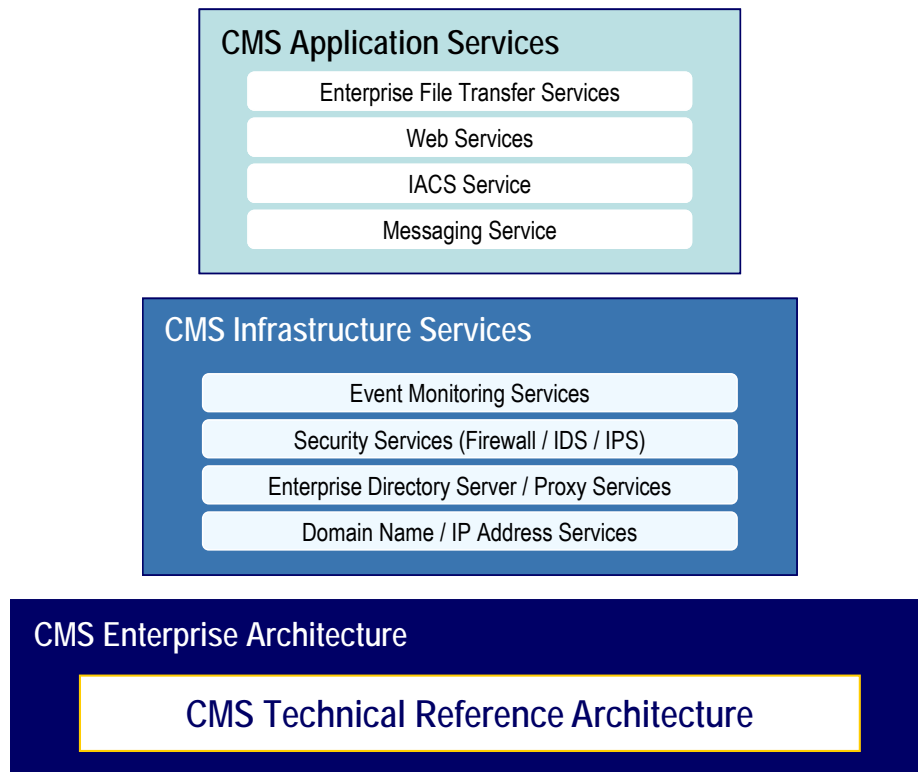 CMS Application Services
Enterprise File Transfer Services
Web Services
IACS Service
Messaging Service
CMS Infrastructure Services
Event Monitoring Services
Security Services (Firewall / IDS / IPS)
Enterprise Directory Server / Proxy Services
Domain Name / IP Address Services
CMS Enterprise Architecture
CMS Technical Reference Architecture